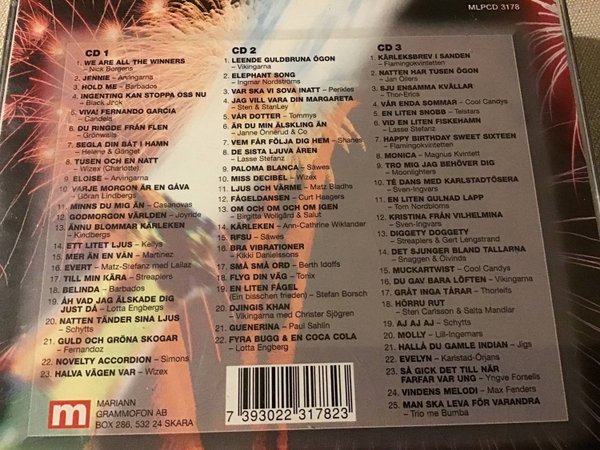 MLPCD 3178
CD 1
1. WE ARE ALL THE WINNERS
– Nick Borgens
2. JENNIE – Arvingarna
3. HOLD ME – Barbados
4. INGENTING KAN STOPPA OSS NU
– Black Jack
5. VIVA! FERNANDO GARCIA
– Candela
6. DU RINGDE FRÅN FLEN
– Grönwalls
7. SEGLA DIN BÅT I HAMN
– Helene & Gänget
8. TUSEN OCH EN NATT
– Wizex (Charlotte)
9. ELOISE – Arvingarna
10. VARJE MORGON ÄR EN GÅVA
– Göran Lindbergs
11. MINNS DU MIG ÄN – Casanovas
12. GODMORGON VÄRLDEN – Joyride
13. ÄNNU BLOMMAR KÄRLEKEN
– Kindbergs
14. ETT LITET LJUS – Kellys
15. MER ÄN EN VÄN – Martinez
16. EVERT – Matz-Stefanz med Lailaz
17. TILL MIN KÄRA – Streaplers
18. BELINDA – Barbados
19. ÅH VAD JAG ÄLSKADE DIG
JUST DÅ – Lotta Engbergs
20. NATTEN TÄNDER SINA LJUS
– Schytts
21. GULD OCH GRÖNA SKOGAR
– Fernandoz
22. NOVELTY ACCORDION – Simons
23. HALVA VÄGEN VAR – Wizex
CD 2
1. LEENDE GULDBRUNA ÖGON
– Vikingarna
2. ELEPHANT SONG
– Ingmar Nordströms
3. VAR SKA VI SOVA INATT – Perikles
4. JAG VILL VARA DIN MARGARETA
– Sten & StanLey
5. VÅR DOTTER – Tommys
6. ÄR DU MIN ÄLSKLING ÄN
– Janne Önnerud & Co
7. VEM FÅR FÖLJA DIG HEM – Shanes
8. DE SISTA LJUVA ÅREN
– Lasse Stefanz
9. PALOMA BLANCA – Säwes
10. MISS DECIBEL – Wizex
11. LJUS OCH VÄRME – Matz Bladhs
12. FÅGELDANSEN – Curt Haagers
13. OM OCH OM OCH OM IGEN
– Birgitta Wollgård & Salut
14. KÄRLEKEN – Ann-Cathrine Wiklander
15. RFSU – Säwes
16. BRA VIBRATIONER
– Kikki Danielssons
17. SMÅ SMÅ ORD – Berth Idoffs
18. FLYG DIN VÄG – Tonix
19. EN LITEN FÅGEL
(Ein bisschen frieden) – Stefan Borsch
20. DJINGIS KHAN
– Vikingarna med Christer Sjögren
21. GUENERINA – Paul Sahlin
22. FYRA BUGG & EN COCA COLA
– Lotta Engberg
CD 3
1. KÄRLEKSBREV I SANDEN
– Flamingokvintetten
2. NATTEN HAR TUSEN ÖGON
– Jan Öilers
3. SJU ENSAMMA KVÄLLAR
– Thor-Erics
4. VÅR ENDA SOMMAR – Cool Candys
5. EN LITEN SNOBB – Telstars
6. VID EN LITEN FISKEHAMN
– Lasse Stefanz
7. HAPPY BIRTHDAY SWEET SIXTEEN
– Flamingokvintetten
8. MONICA – Magnus Kvintett
9. TRO MIG JAG BEHÖVER DIG
– Moonlighters
10. TÉ DANS MED KARLSTADTÖSERA
– Sven-Ingvars
11. EN LITEN GULNAD LAPP
– Tom Nordbloms
12. KRISTINA FRÅN VILHELMINA
– Sven-Ingvars
13. DIGGETY DOGGETY
– Streaplers & Gert Lengstrand
14. DET SJUNGER BLAND TALLARNA
– Snaggen & Öivinds
15. MUCKARTWIST – Cool Candys
16. DU GAV BARA LÖFTEN – Vikingarna
17. GRÅT INGA TÅRAR – Thorleifs
18. HÖRRU RUT
– Sten Carlsson & Salta Mandlar
19. AJ AJ AJ – Schytts
20. MOLLY – Lill-Ingemars
21. HALLÅ DU GAMLE INDIAN – Jigs
22. EVELYN – Karlstad-Örjans
23. SÅ GICK DET TILL NÄR
FARFAR VAR UNG – Yngve Forsells
24. VINDENS MELODI – Max Fenders
25. MAN SKA LEVA FÖR VARANDRA
– Trio me Bumba
m
MARIANN
GRAMMOFON AB
BOX 286, 532 24 SKARA
7 393022 317823